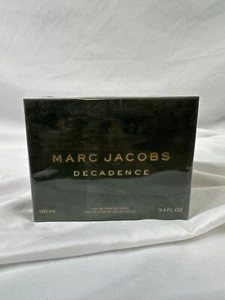 MARC JACOBS
DECADENCE
100 mL 3.4 FL OZ